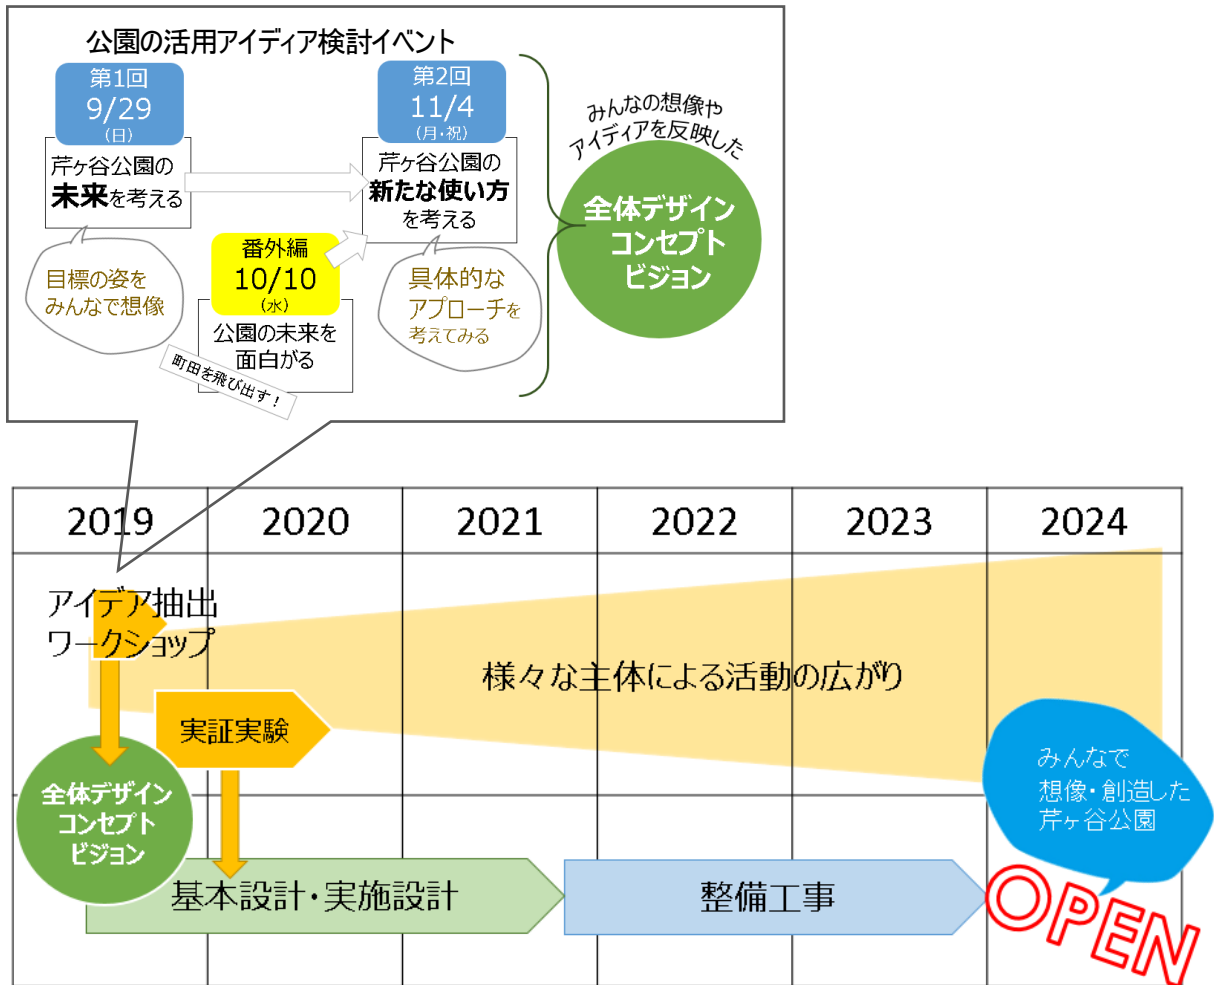 公園の活用アイディア検討イベント
第1回
9/29
(日)
芹ヶ谷公園の
未来を考える
目標の姿を
みんなで想像
番外編
10/10
(水)
公園の未来を
面白がる
町田を飛び出す！
第2回
11/4
(月・祝)
芹ヶ谷公園の
新たな使い方
を考える
具体的な
アプローチを
考えてみる
みんなの想像や
アイディアを反映した
全体デザイン
コンセプト
ビジョン
2019
2020
2021
2022
2023
2024
アイデア抽出
ワークショップ
様々な主体による活動の広がり
実証実験
全体デザイン
コンセプト
ビジョン
基本設計・実施設計
整備工事
みんなで
想像・創造した
芹ヶ谷公園
OPEN